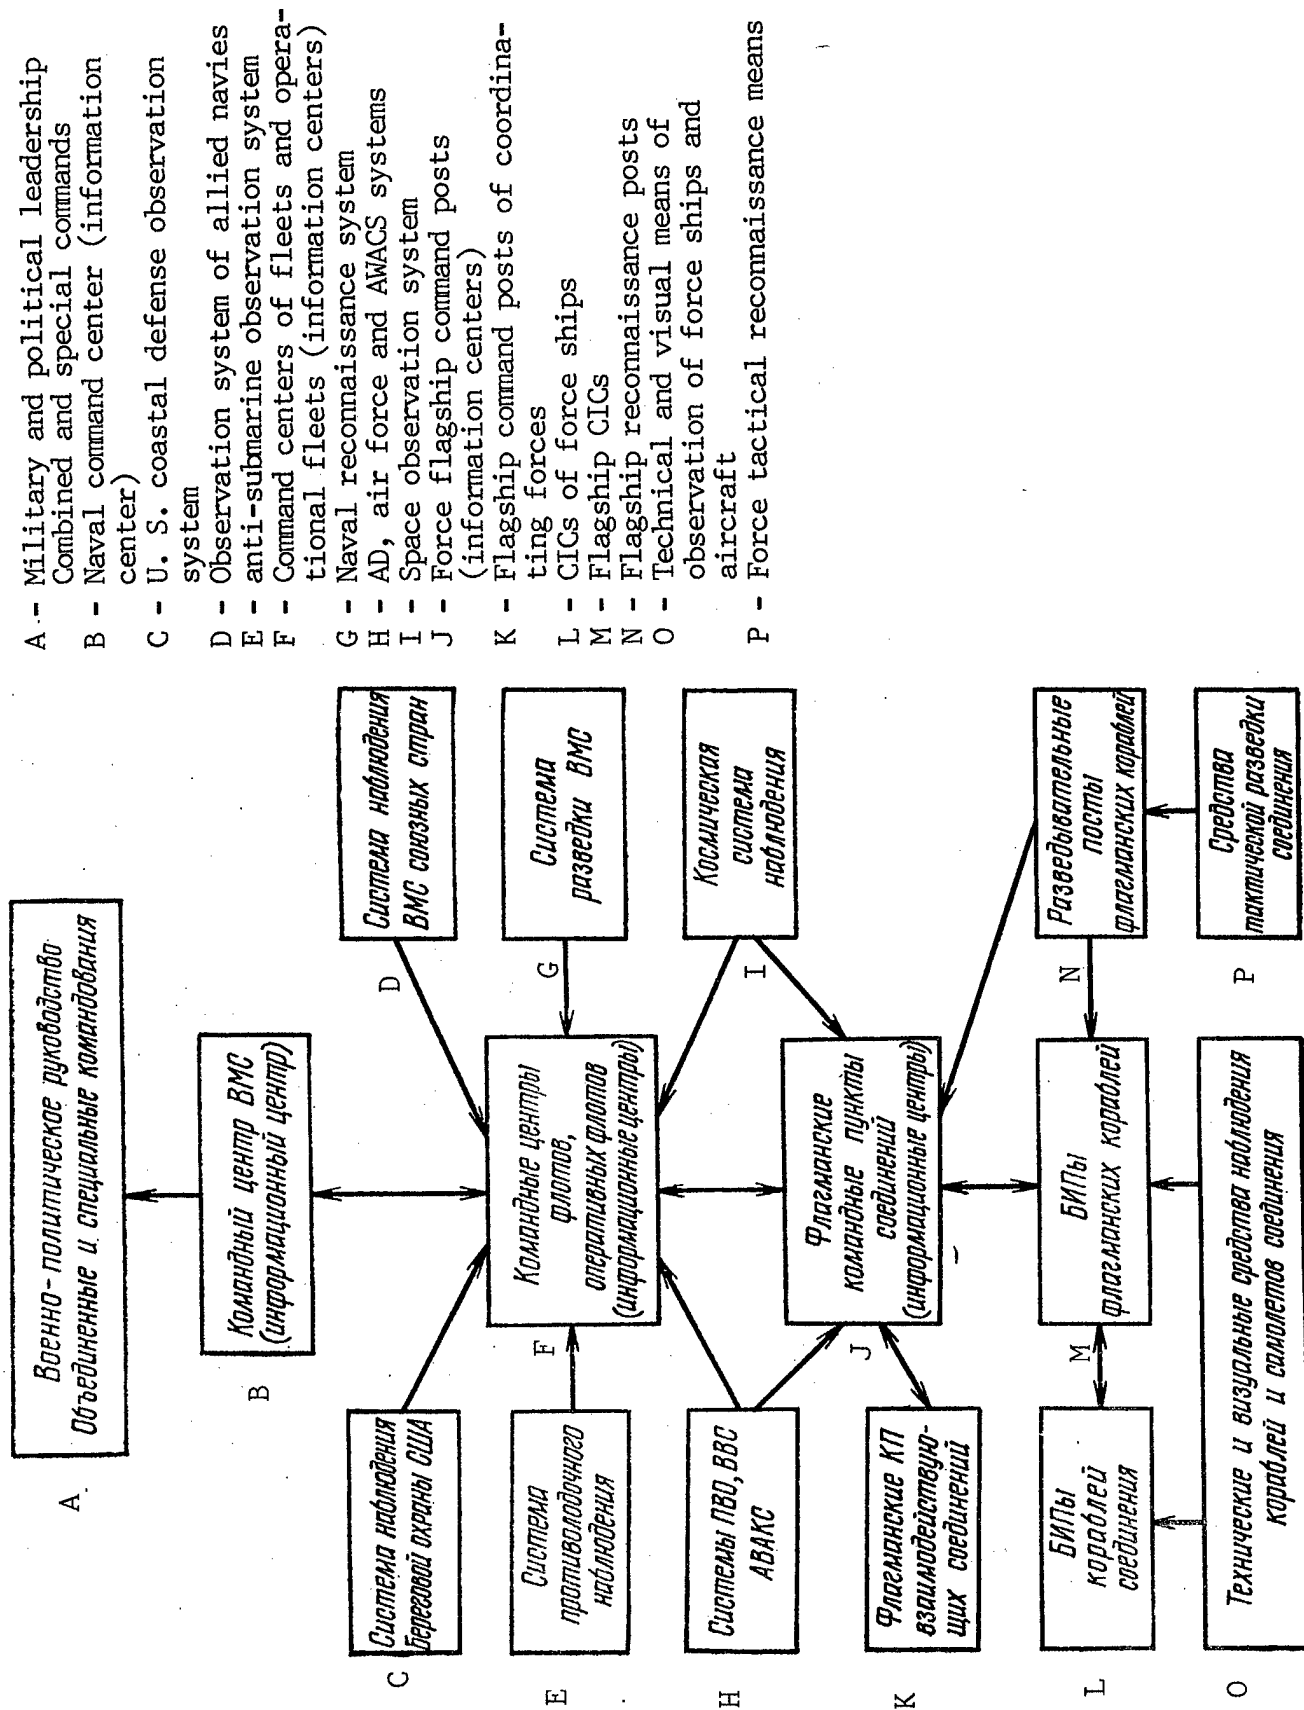 A
Военно-политическое руководство
Объединенные и специальные командования
B
Командный центр ВМС
(информационный центр)
C
Система наблюдения
Береговой охраны США
D
Система наблюдения
ВМС союзных стран
E
Система
противолодочного
наблюдения
F
Командные центры
флотов,
оперативных флотов
(информационные центры)
G
Система
разведки ВМС
H
Системы ПВО, ВВС
АВАКС
I
Космическая
система
наблюдения
J
Флагманские
командные пункты
соединений
(информационные центры)
K
Флагманские КП
взаимодействую-
щих соединений
L
БИПы
кораблей
соединения
M
БИПы
флагманских кораблей
N
Разведывательные
посты
флагманских кораблей
O
Технические и визуальные средства наблюдения
кораблей и самолетов соединения
P
Средства
тактической разведки
соединения
A - Military and political leadership
Combined and special commands
B - Naval command center (information
center)
C - U. S. coastal defense observation
system
D - Observation system of allied navies
E - anti-submarine observation system
F - Command centers of fleets and opera-
tional fleets (information centers)
G - Naval reconnaissance system
H - AD, air force and AWACS systems
I - Space observation system
J - Force flagship command posts
(information centers)
K - Flagship command posts of coordina-
ting forces
L - CICs of force ships
M - Flagship CICs
N - Flagship reconnaissance posts
O - Technical and visual means of
observation of force ships and
aircraft
P - Force tactical reconnaissance means